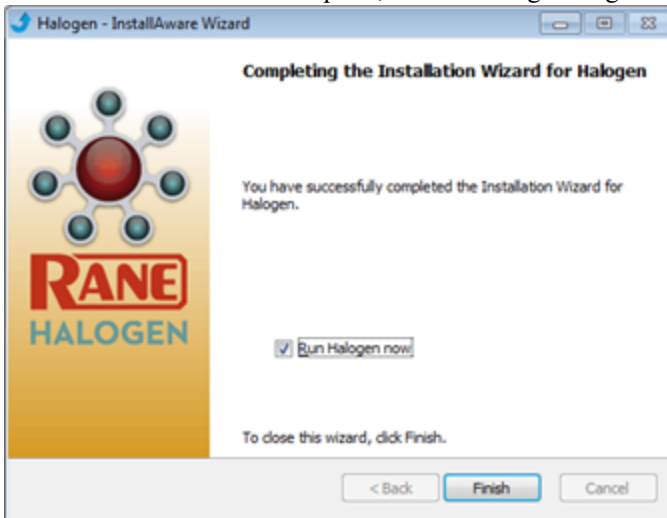 Halogen - InstallAware Wizard
Completing the Installation Wizard for Halogen
You have successfully completed the Installation Wizard for
Halogen.
RANE
HALOGEN
Run Halogen now
To close this wizard, click Finish.
< Back
Finish
Cancel